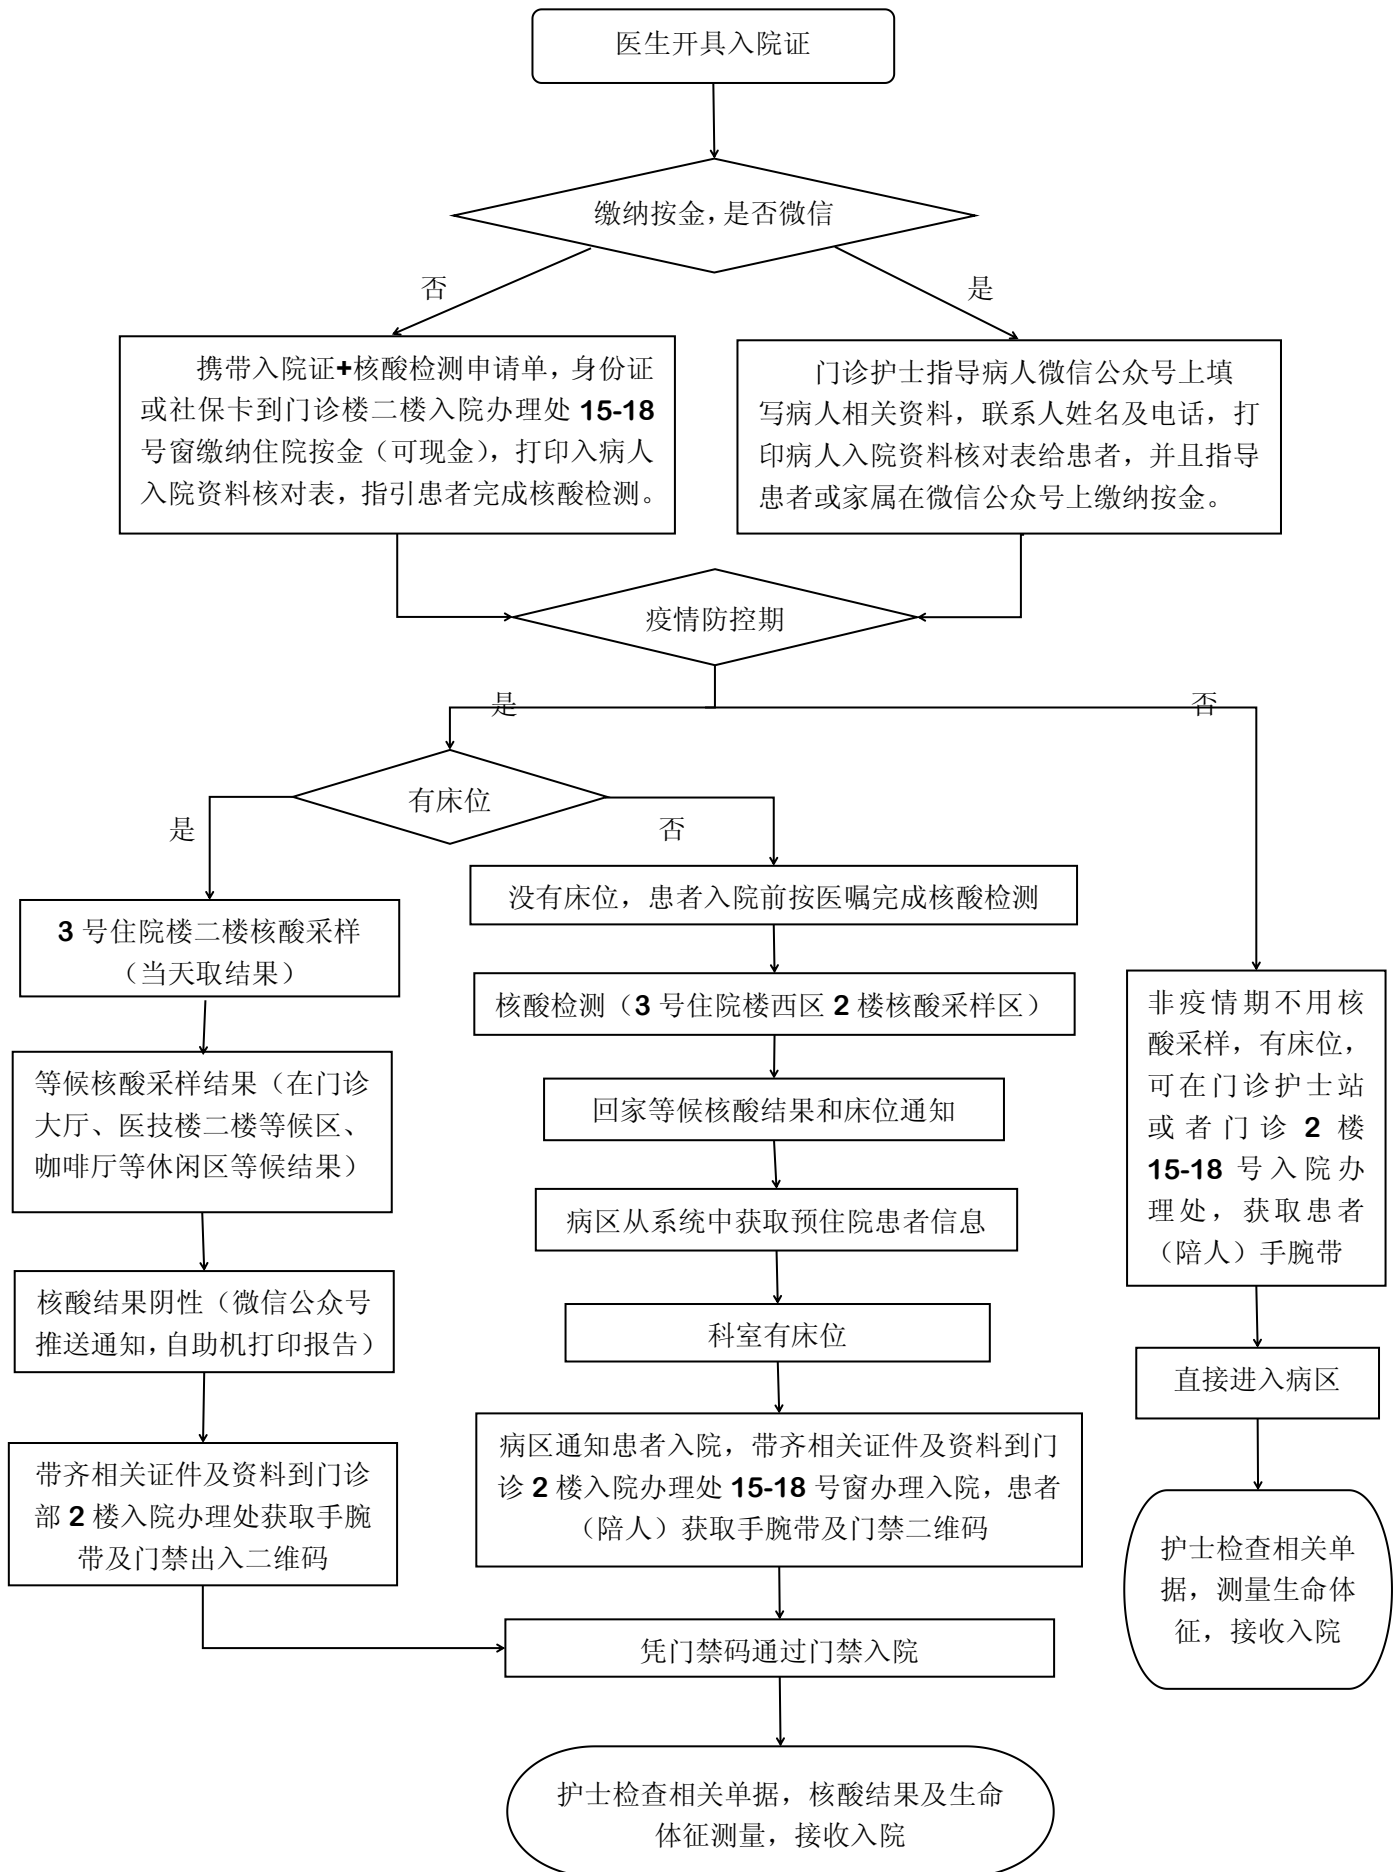 医生开具入院证
缴纳按金，是否微信
否
是
携带入院证+核酸检测申请单，身份证
或社保卡到门诊楼二楼入院办理处 15-18
号窗缴纳住院按金（可现金），打印入病人
入院资料核对表，指引患者完成核酸检测。
门诊护士指导病人微信公众号上填
写病人相关资料，联系人姓名及电话，打
印病人入院资料核对表给患者，并且指导
患者或家属在微信公众号上缴纳按金。
疫情防控期
是
否
有床位
是
否
3 号住院楼二楼核酸采样
（当天取结果）
等候核酸采样结果（在门诊
大厅、医技楼二楼等候区、
咖啡厅等休闲区等候结果）
核酸结果阴性（微信公众号
推送通知，自助机打印报告）
带齐相关证件及资料到门诊
部 2 楼入院办理处获取手腕
带及门禁出入二维码
没有床位，患者入院前按医嘱完成核酸检测
核酸检测（3 号住院楼西区 2 楼核酸采样区）
回家等候核酸结果和床位通知
病区从系统中获取预住院患者信息
科室有床位
病区通知患者入院，带齐相关证件及资料到门
诊 2 楼入院办理处 15-18 号窗办理入院，患者
（陪人）获取手腕带及门禁二维码
凭门禁码通过门禁入院
护士检查相关单据，核酸结果及生命
体征测量，接收入院
非疫情期不用核
酸采样，有床位，
可在门诊护士站
或者门诊 2 楼
15-18 号入院办
理处，获取患者
（陪人）手腕带
直接进入病区
护士检查相关单
据，测量生命体
征，接收入院